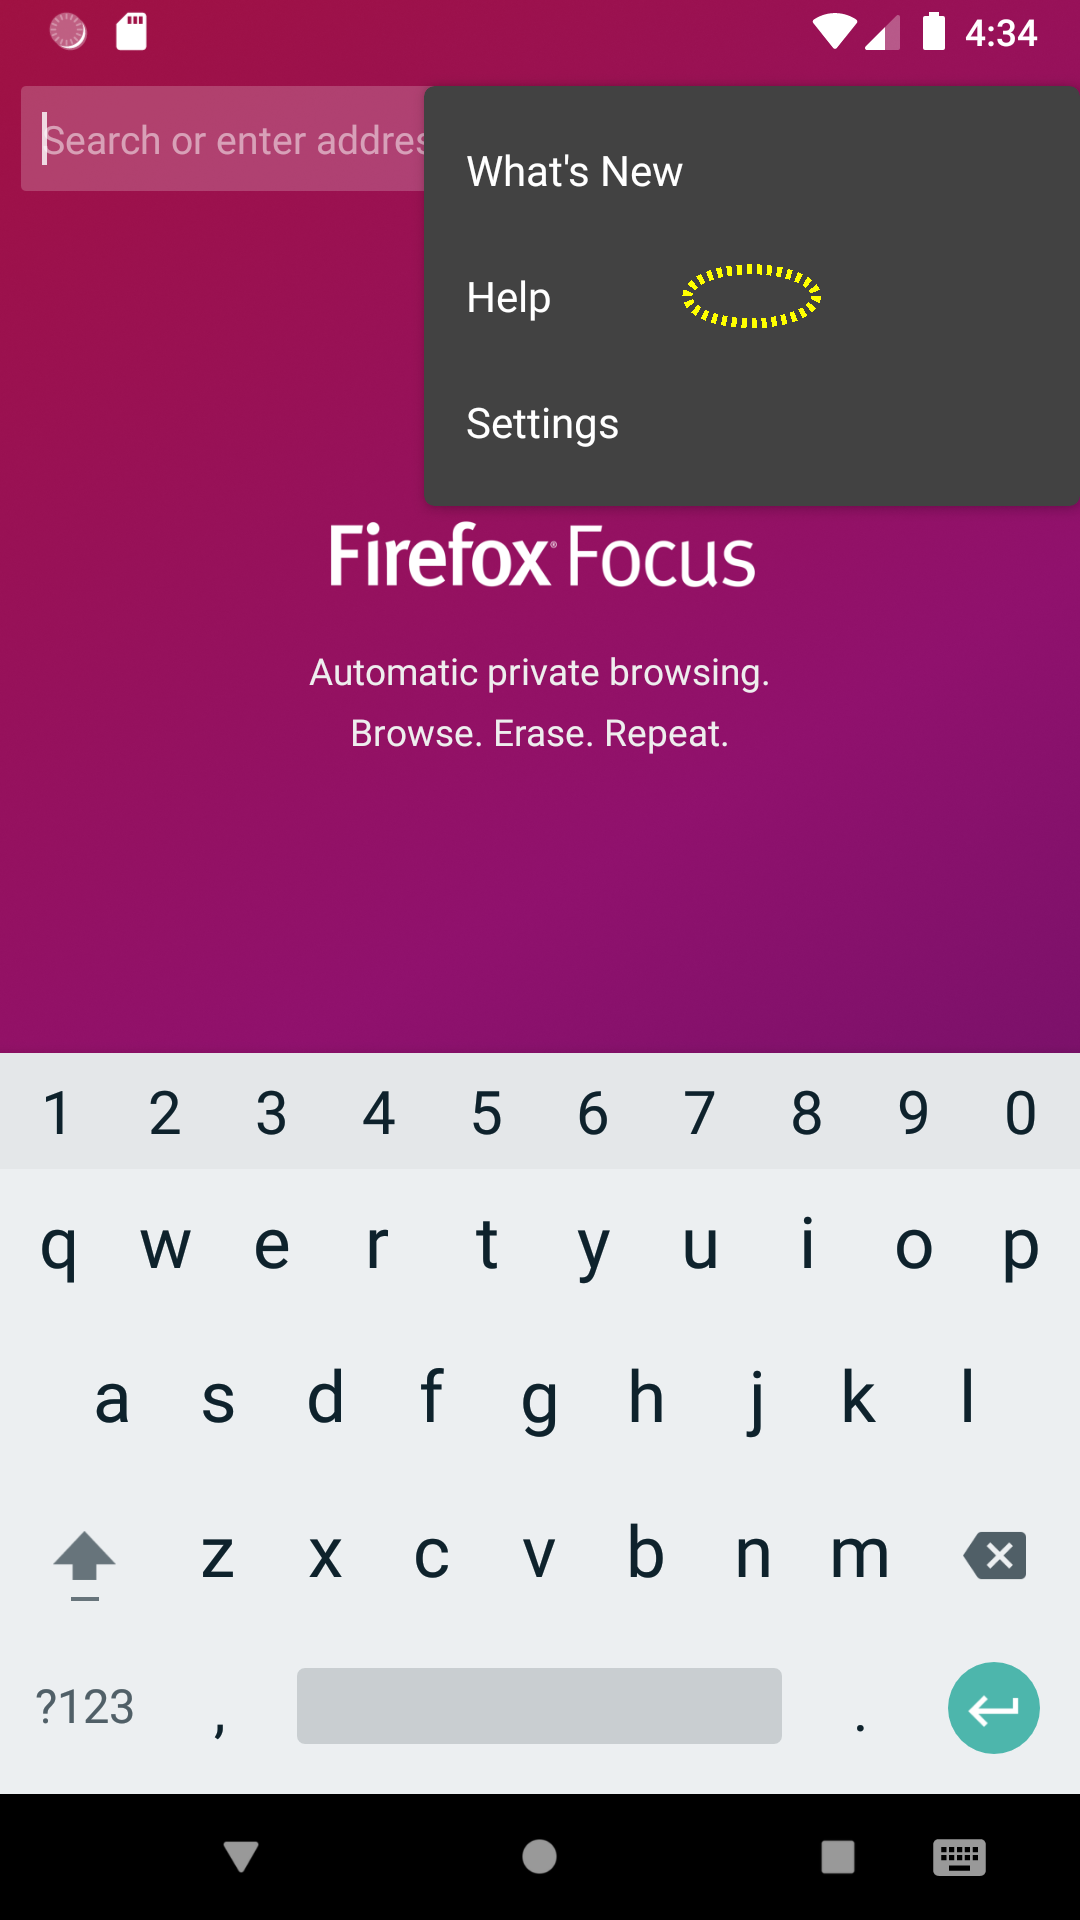 4:34
Search or enter addres
What's New
Help
Settings
Firefox Focus
Automatic private browsing.
Browse. Erase. Repeat.
1 2 3 4 5 6 7 8 9 0
q w e r t y u i o p
a s d f g h j k l
z x c v b n m
?123 , .